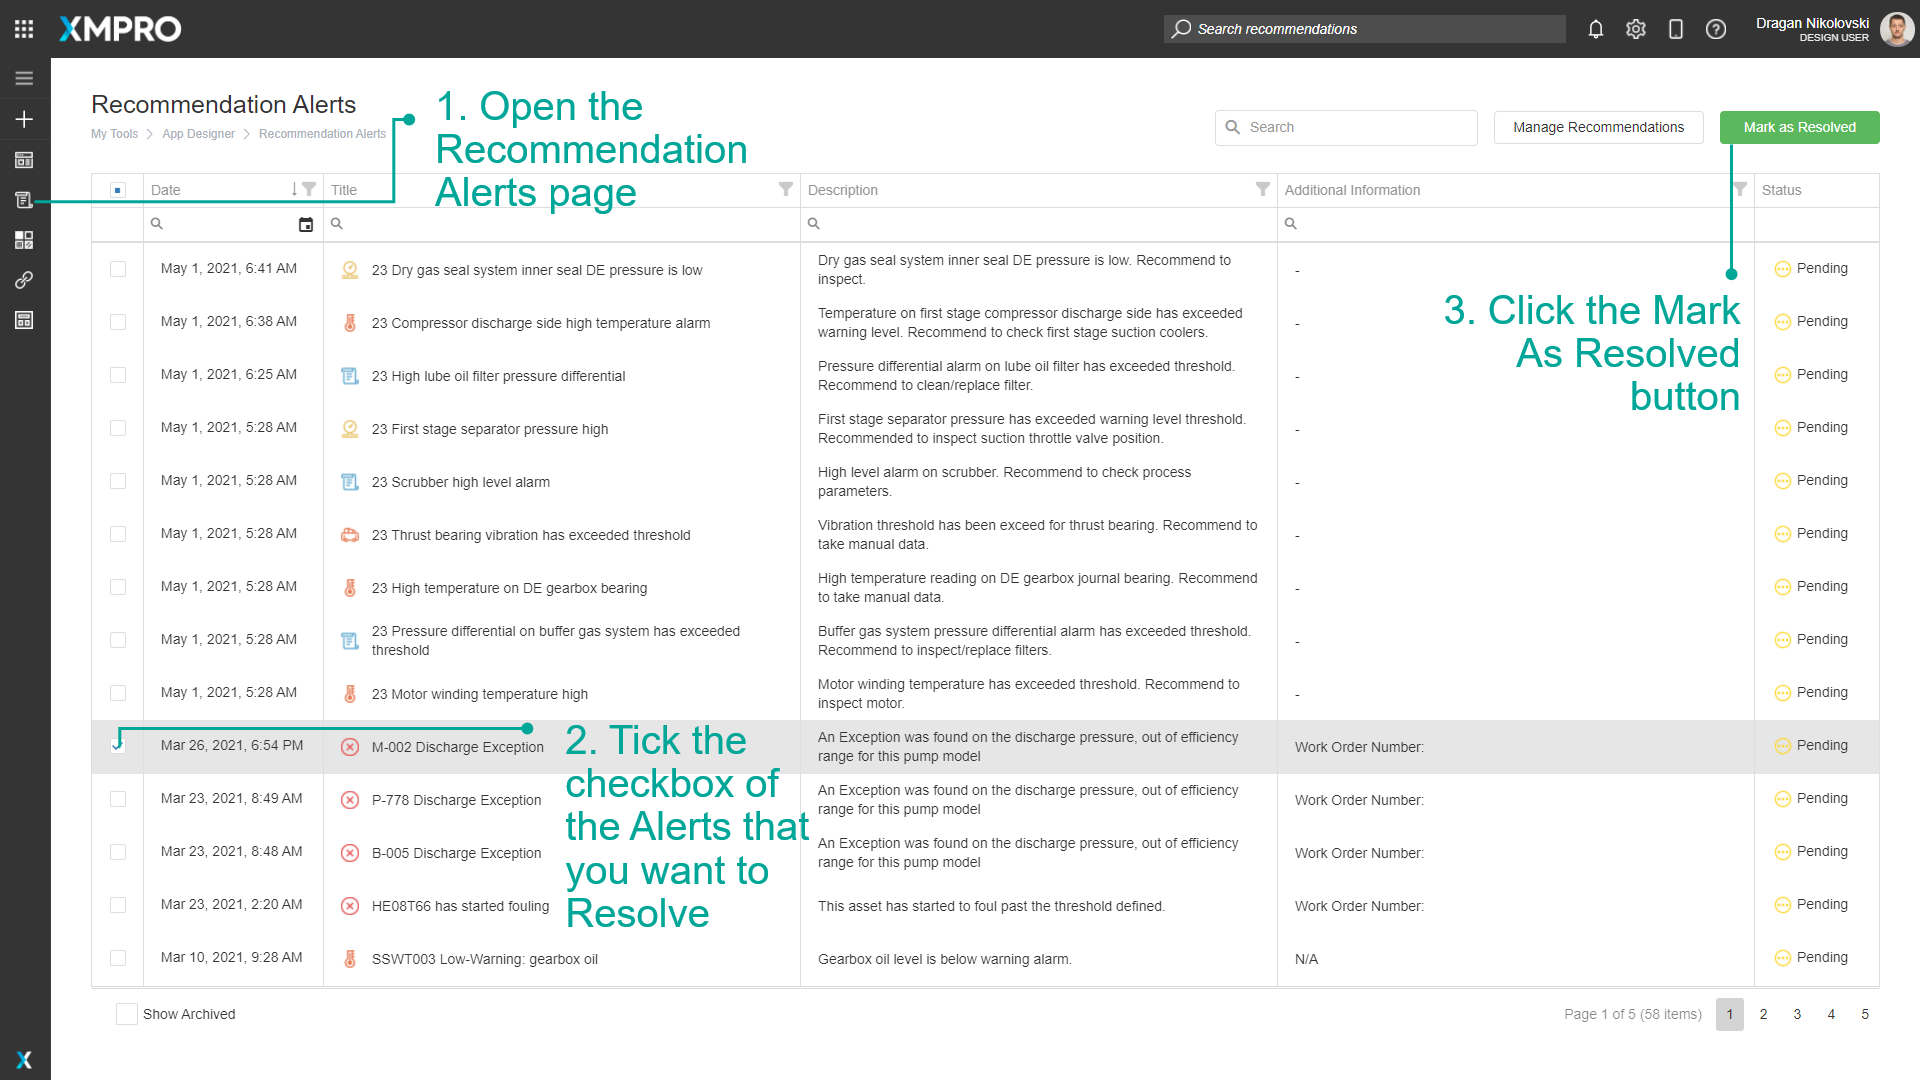 XMPRO
Search recommendations
Dragan Nikolovski
DESIGN USER
Recommendation Alerts
My Tools
App Designer
Recommendation Alerts
1. Open the
Recommendation
Alerts page
Search
Manage Recommendations
Mark as Resolved
Date
Title
Description
Additional Information
Status
May 1, 2021, 6:41 AM
23 Dry gas seal system inner seal DE pressure is low
Dry gas seal system inner seal DE pressure is low. Recommend to
inspect.
-
Pending
May 1, 2021, 6:38 AM
23 Compressor discharge side high temperature alarm
Temperature on first stage compressor discharge side has exceeded
warning level. Recommend to check first stage suction coolers.
-
Pending
3. Click the Mark
As Resolved
button
May 1, 2021, 6:25 AM
23 High lube oil filter pressure differential
Pressure differential alarm on lube oil filter has exceeded threshold.
Recommend to clean/replace filter.
-
Pending
May 1, 2021, 5:28 AM
23 First stage separator pressure high
First stage separator pressure has exceeded warning level threshold.
Recommended to inspect suction throttle valve position.
-
Pending
May 1, 2021, 5:28 AM
23 Scrubber high level alarm
High level alarm on scrubber. Recommend to check process
parameters.
-
Pending
May 1, 2021, 5:28 AM
23 Thrust bearing vibration has exceeded threshold
Vibration threshold has been exceed for thrust bearing. Recommend to
take manual data.
-
Pending
May 1, 2021, 5:28 AM
23 High temperature on DE gearbox bearing
High temperature reading on DE gearbox journal bearing. Recommend
to take manual data.
-
Pending
May 1, 2021, 5:28 AM
23 Pressure differential on buffer gas system has exceeded
threshold
Buffer gas system pressure differential alarm has exceeded threshold.
Recommend to inspect/replace filters.
-
Pending
May 1, 2021, 5:28 AM
23 Motor winding temperature high
Motor winding temperature has exceeded threshold. Recommend to
inspect motor.
-
Pending
Mar 26, 2021, 6:54 PM
M-002 Discharge Exception
An Exception was found on the discharge pressure, out of efficiency
range for this pump model
Work Order Number:
Pending
2. Tick the
checkbox of
the Alerts that
you want to
Resolve
Mar 23, 2021, 8:49 AM
P-778 Discharge Exception
An Exception was found on the discharge pressure, out of efficiency
range for this pump model
Work Order Number:
Pending
Mar 23, 2021, 8:48 AM
B-005 Discharge Exception
An Exception was found on the discharge pressure, out of efficiency
range for this pump model
Work Order Number:
Pending
Mar 23, 2021, 2:20 AM
HE08T66 has started fouling
This asset has started to foul past the threshold defined.
Work Order Number:
Pending
Mar 10, 2021, 9:28 AM
SSWT003 Low-Warning: gearbox oil
Gearbox oil level is below warning alarm.
N/A
Pending
Show Archived
Page 1 of 5 (58 items)
1 2 3 4 5